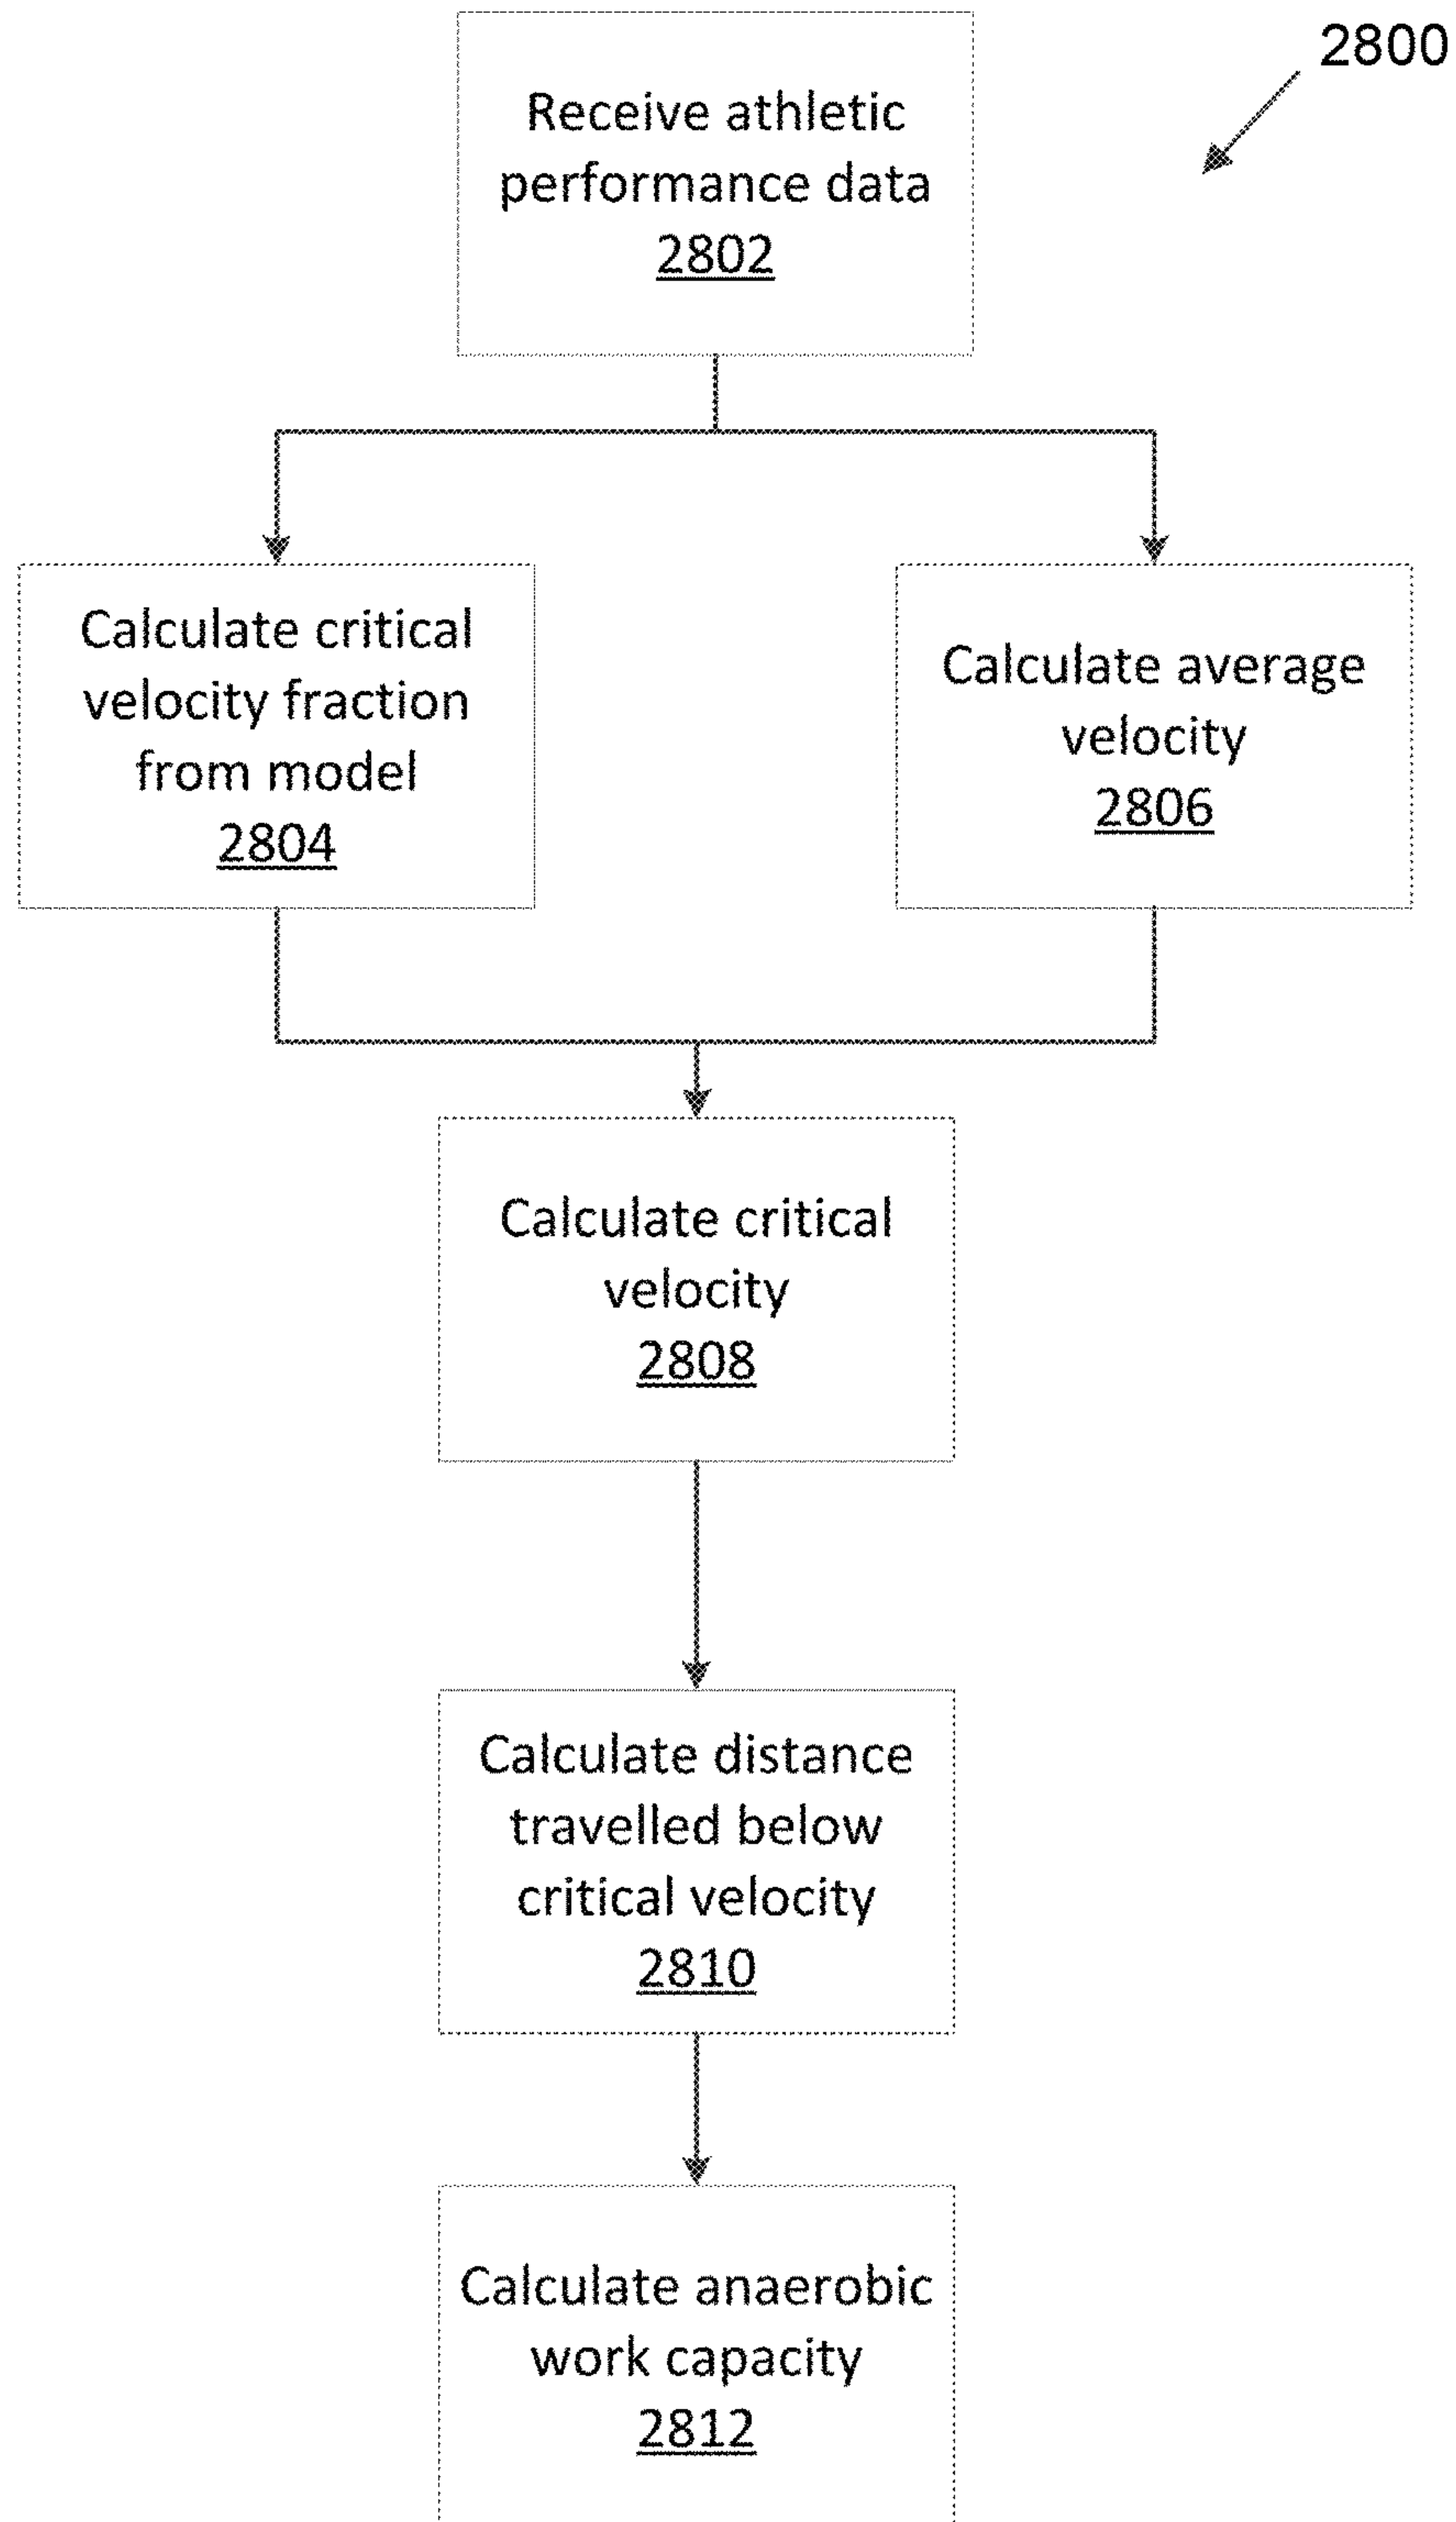 2800
Receive athletic
performance data
2802
Calculate critical
velocity fraction
from model
2804
Calculate average
velocity
2806
Calculate critical
velocity
2808
Calculate distance
travelled below
critical velocity
2810
Calculate anaerobic
work capacity
2812